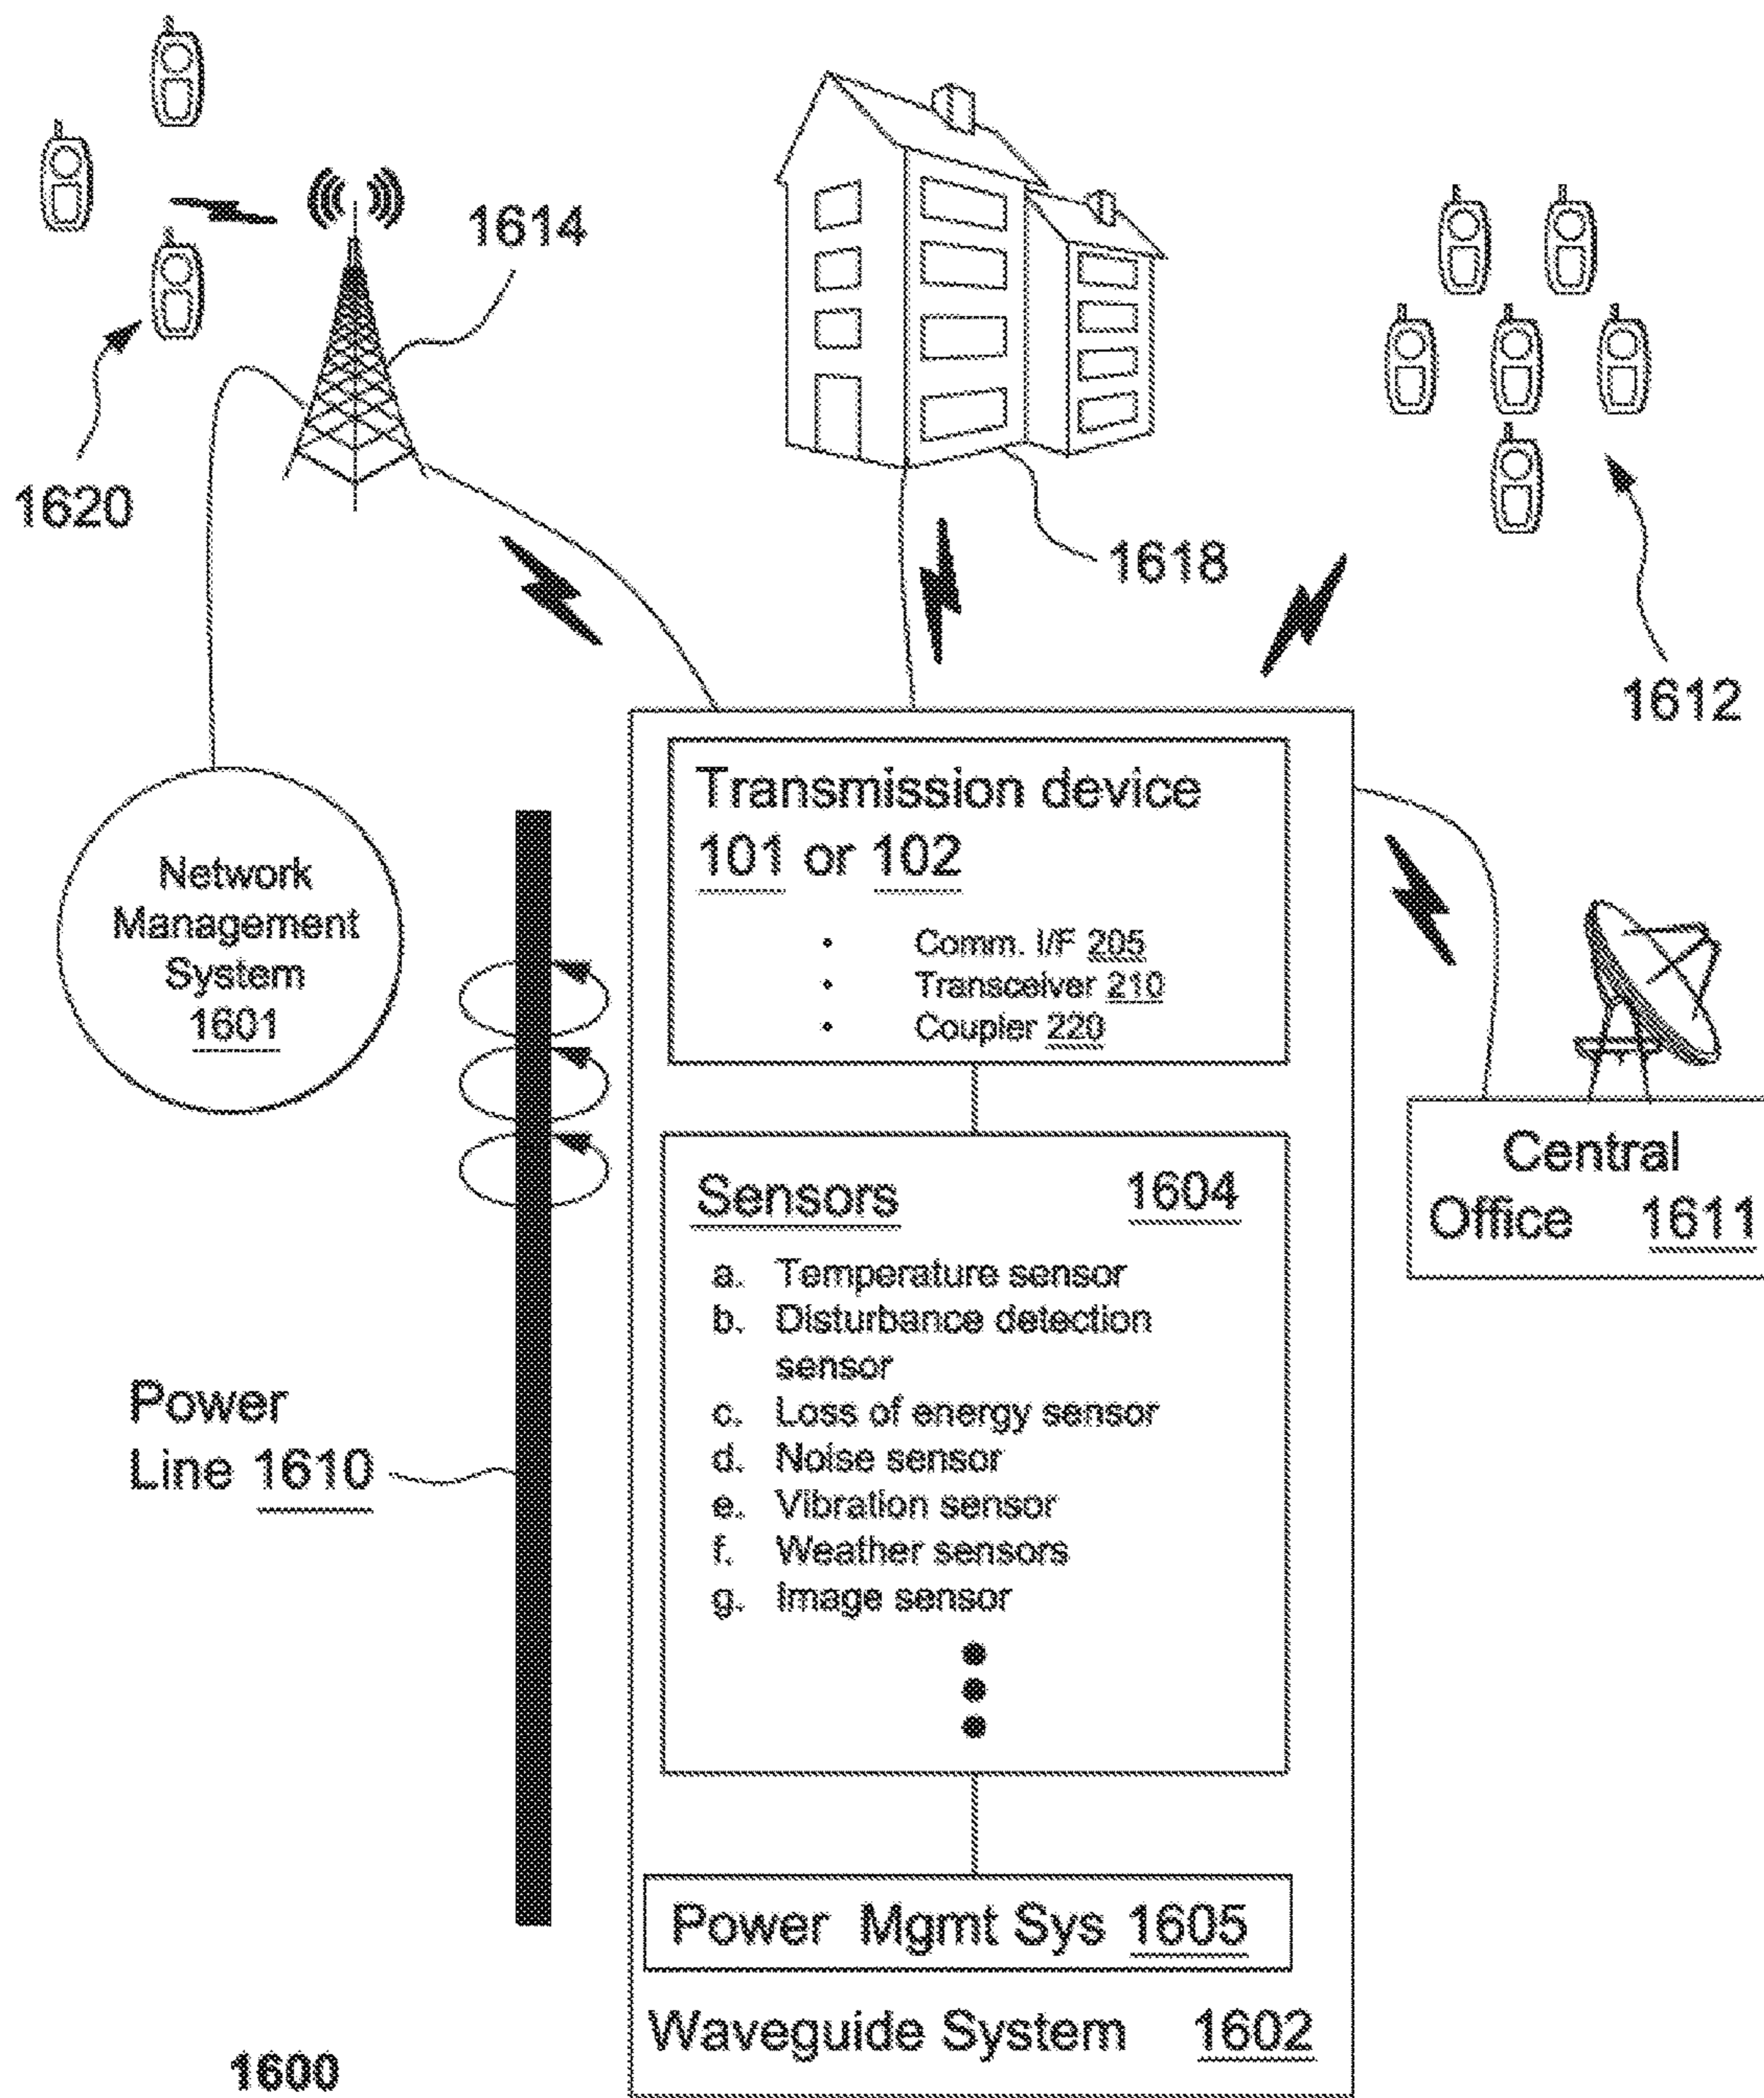 1614
1620
1618
1612
Transmission device
101 or 102
• Comm. I/F 205
• Transceiver 210
• Coupler 220
Network
Management
System
1601
Sensors 1604
a. Temperature sensor
b. Disturbance detection
sensor
c. Loss of energy sensor
d. Noise sensor
e. Vibration sensor
f. Weather sensors
g. Image sensor
Central
Office 1611
Power
Line 1610
Power Mgmt Sys 1605
Waveguide System 1602
1600